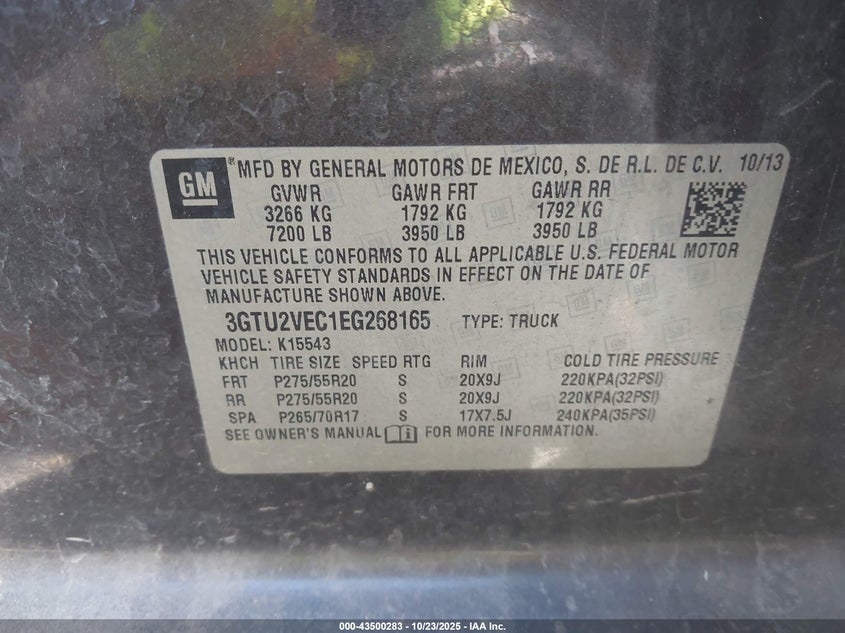 GM ® MFD BY GENERAL MOTORS DE MEXICO, S. DE R.L. DE C.V. 10/13
GVWR GAWR FRT GAWR RR
3266 KG 1792 KG 1792 KG
7200 LB 3950 LB 3950 LB
THIS VEHICLE CONFORMS TO ALL APPLICABLE U.S. FEDERAL MOTOR
VEHICLE SAFETY STANDARDS IN EFFECT ON THE DATE OF
MANUFACTURE SHOWN ABOVE.
3GTU2VEC1EG268165 TYPE: TRUCK
MODEL: K15543
KHCH TIRE SIZE SPEED RTG RIM COLD TIRE PRESSURE
FRT P275/55R20 S 20X9J 220KPA(32PSI)
RR P275/55R20 S 20X9J 220KPA(32PSI)
SPA P265/70R17 S 17X7.5J 240KPA(35PSI)
SEE OWNER'S MANUAL i FOR MORE INFORMATION.
000-43500283 - 10/23/2025 - IAA Inc.